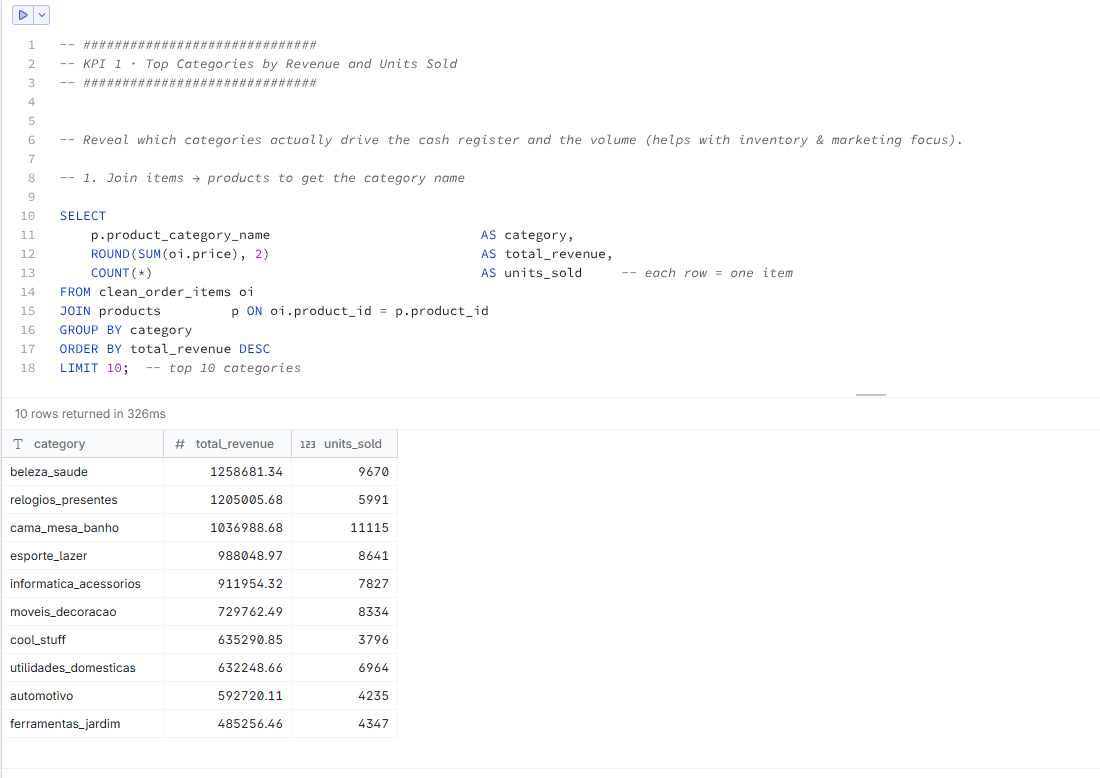 1 -- ##############################
2 -- KPI 1 · Top Categories by Revenue and Units Sold
3 -- ##############################
4
5
6 -- Reveal which categories actually drive the cash register and the volume (helps with inventory & marketing focus).
7
8 -- 1. Join items → products to get the category name
9
10 SELECT
11 p.product_category_name AS category,
12 ROUND(SUM(oi.price), 2) AS total_revenue,
13 COUNT(*) AS units_sold -- each row = one item
14 FROM clean_order_items oi
15 JOIN products p ON oi.product_id = p.product_id
16 GROUP BY category
17 ORDER BY total_revenue DESC
18 LIMIT 10; -- top 10 categories
10 rows returned in 326ms
T category # total_revenue 123 units_sold
beleza_saude 1258681.34 9670
relogios_presentes 1205005.68 5991
cama_mesa_banho 1036988.68 11115
esporte_lazer 988048.97 8641
informatica_acessorios 911954.32 7827
moveis_decoracao 729762.49 8334
cool_stuff 635290.85 3796
utilidades_domesticas 632248.66 6964
automotivo 592720.11 4235
ferramentas_jardim 485256.46 4347